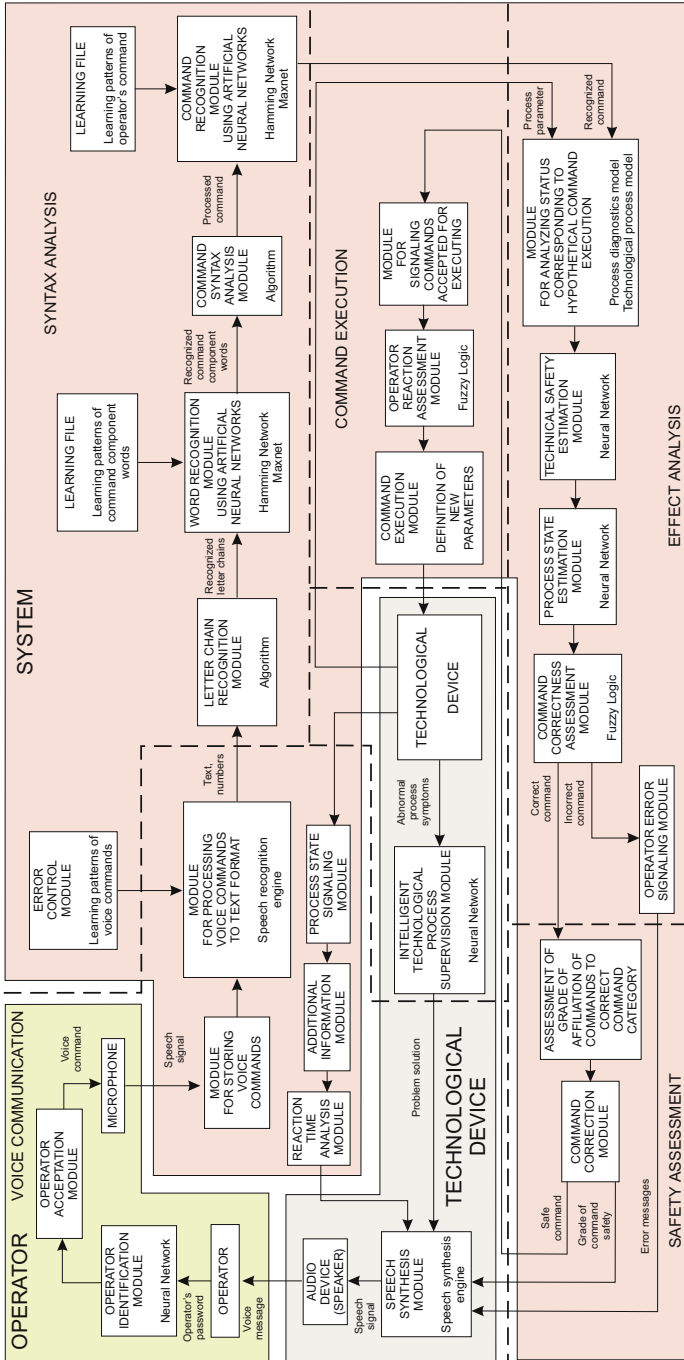 OPERATOR
VOICE COMMUNICATION
OPERATOR
ACCEPTATION
MODULE
Voice
command
MICROPHONE
OPERATOR
IDENTIFICATION
MODULE
Neural Network
Operator's
password
OPERATOR
Voice
message
Speech
signal
MODULE
FOR STORING
VOICE
COMMANDS
ERROR
CONTROL
MODULE
Learning patterns of
voice commands
MODULE
FOR PROCESSING
VOICE COMMANDS
TO TEXT FORMAT
Speech recognition
engine
Text,
numbers
SYSTEM
SYNTAX ANALYSIS
LETTER CHAIN
RECOGNITION
MODULE
Algorithm
Recognized
letter chains
LEARNING FILE
Learning patterns of
command component
words
WORD RECOGNITION
MODULE
USING ARTIFICIAL
NEURAL NETWORKS
Hamming Network
Maxnet
Recognized
command
component
words
COMMAND
SYNTAX
ANALYSIS
MODULE
Algorithm
Processed
command
LEARNING FILE
Learning patterns of
operator's command
COMMAND
RECOGNITION
MODULE
USING ARTIFICIAL
NEURAL NETWORKS
Hamming Network
Maxnet
REACTION
TIME
ANALYSIS
MODULE
ADDITIONAL
INFORMATION
MODULE
PROCESS STATE
SIGNALING
MODULE
COMMAND EXECUTION
COMMAND
EXECUTION
MODULE
DEFINITION OF
NEW
PARAMETERS
OPERATOR
REACTION
ASSESSMENT
MODULE
Fuzzy Logic
MODULE
FOR
SIGNALING
COMMANDS
ACCEPTED FOR
EXECUTING
AUDIO
DEVICE
(SPEAKER)
Speech
signal
SPEECH
SYNTHESIS
MODULE
Speech synthesis
engine
Problem solution
TECHNOLOGICAL
DEVICE
INTELLIGENT
TECHNOLOGICAL
PROCESS
SUPERVISION MODULE
Neural Network
Abnormal
process
symptoms
TECHNOLOGICAL
DEVICE
Process
parameter
Recognized
command
MODULE
FOR ANALYZING STATUS
CORRESPONDING TO
HYPOTHETICAL COMMAND
EXECUTION
Process diagnostics model
Technological process model
TECHNICAL SAFETY
ESTIMATION
MODULE
Neural Network
PROCESS STATE
ESTIMATION
MODULE
Neural Network
COMMAND
CORRECTNESS
ASSESSMENT
MODULE
Fuzzy Logic
EFFECT ANALYSIS
Correct
command
Incorrect
command
OPERATOR ERROR
SIGNALING MODULE
ASSESSMENT OF
GRADE OF
AFFILIATION OF
COMMANDS TO
CORRECT
COMMAND
CATEGORY
COMMAND
CORRECTION
MODULE
Safe
command
Grade of
command
safety
Error messages
SAFETY ASSESSMENT